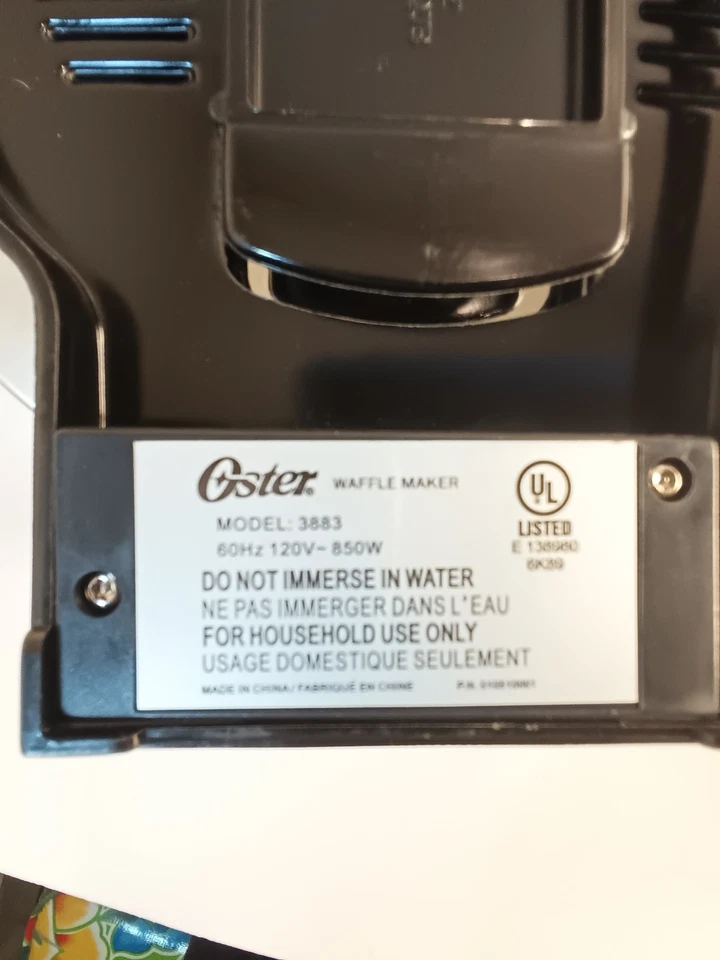 Oster® WAFFLE MAKER
MODEL: 3883
60Hz 120V~ 850W
DO NOT IMMERSE IN WATER
NE PAS IMMERGER DANS L'EAU
FOR HOUSEHOLD USE ONLY
USAGE DOMESTIQUE SEULEMENT
MADE IN CHINA / FABRIQUÉ EN CHINE P.N.
UL
LISTED
E 138960
6K89